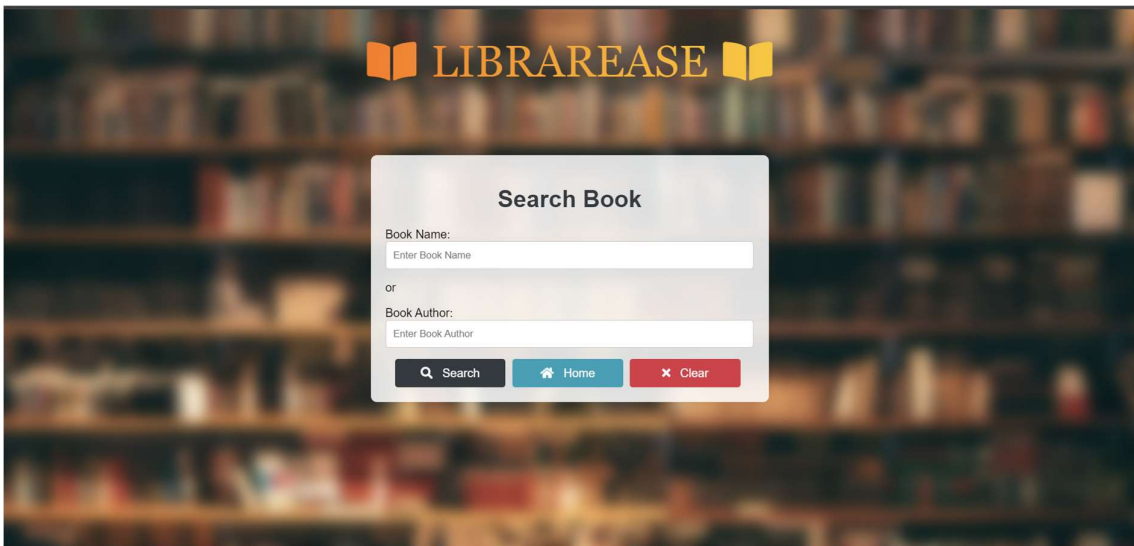 LIBRAREASE
Search Book
Book Name:
Enter Book Name
or
Book Author:
Enter Book Author
Search Home Clear